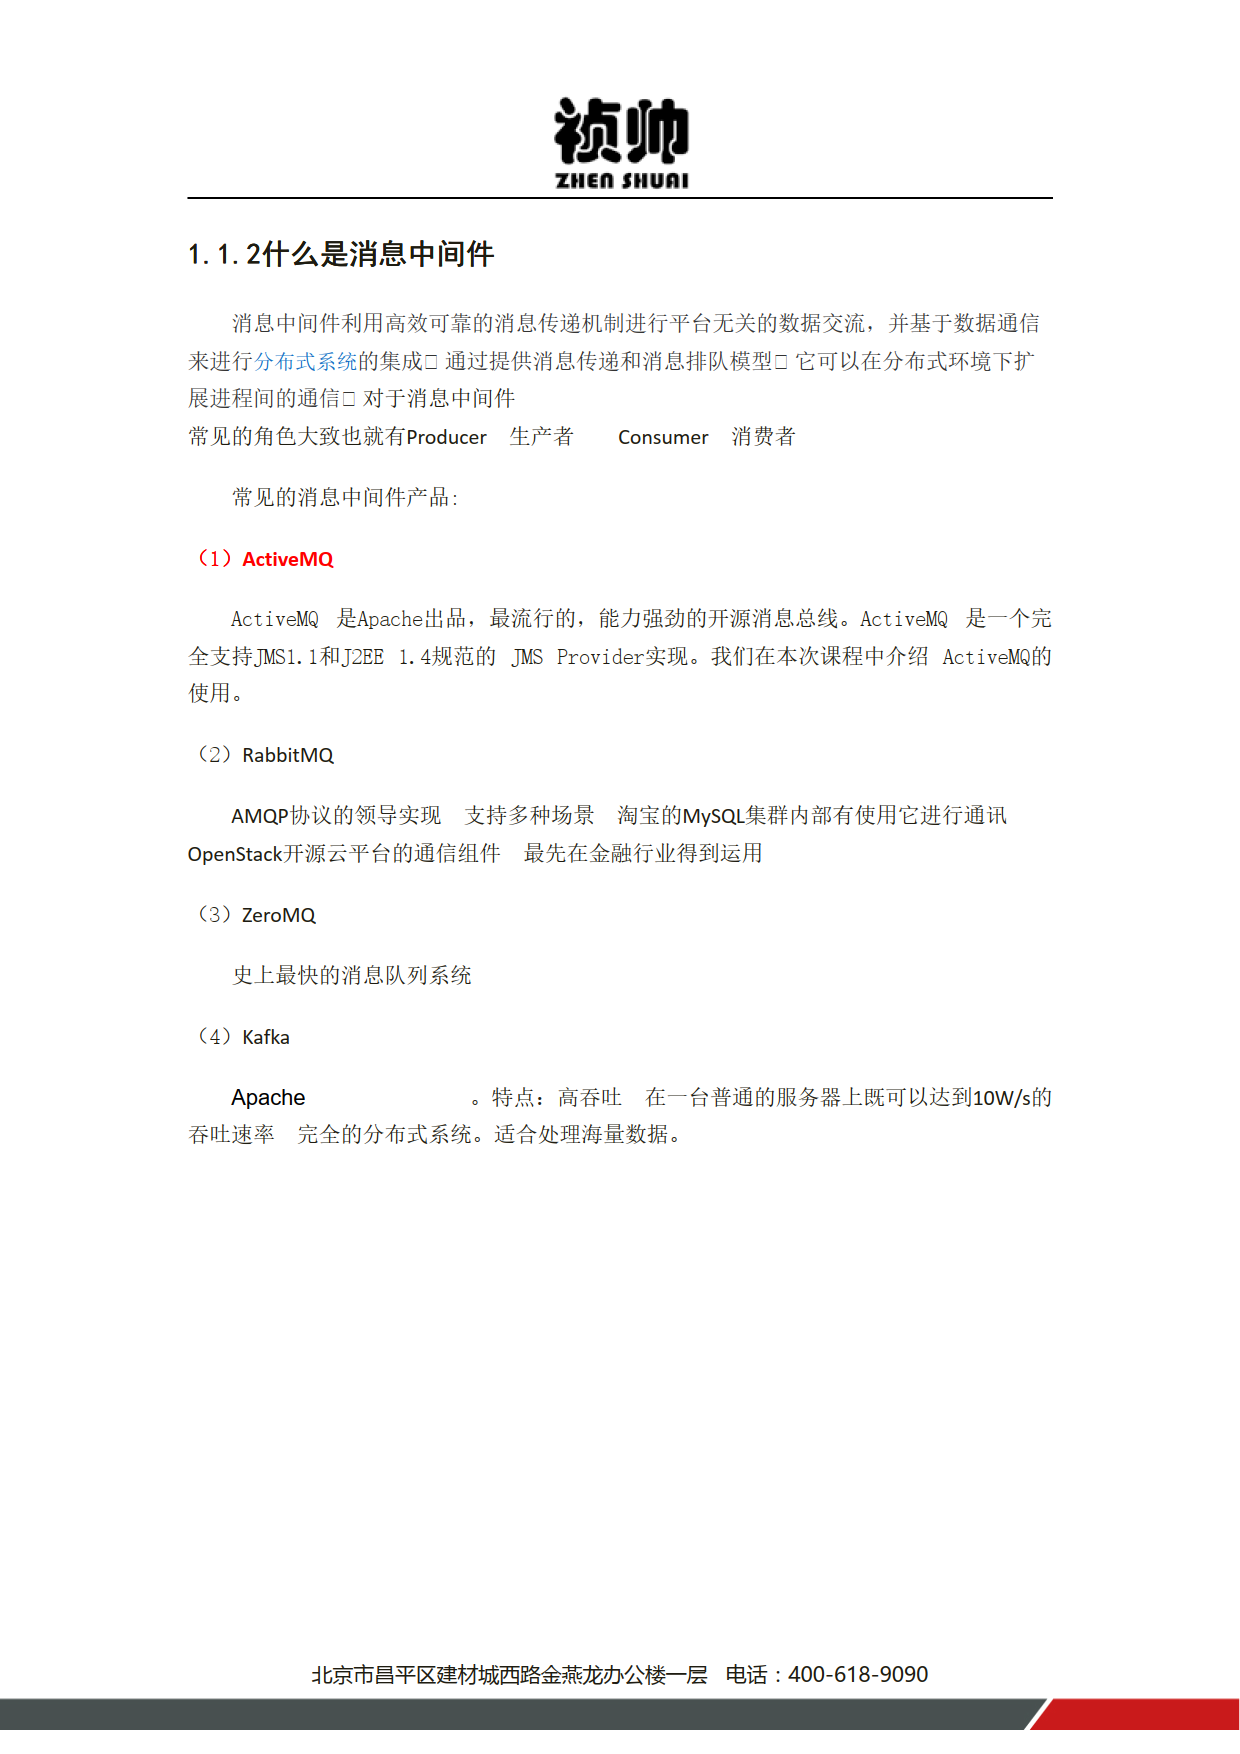 祯帅
ZHEN SHUAI
1.1.2什么是消息中间件
消息中间件利用高效可靠的消息传递机制进行平台无关的数据交流，并基于数据通信
来进行分布式系统的集成 通过提供消息传递和消息排队模型 它可以在分布式环境下扩
展进程间的通信 对于消息中间件
常见的角色大致也就有Producer 生产者 Consumer 消费者
常见的消息中间件产品:
（1）ActiveMQ
ActiveMQ 是Apache出品，最流行的，能力强劲的开源消息总线。ActiveMQ 是一个完
全支持JMS1.1和J2EE 1.4规范的 JMS Provider实现。我们在本次课程中介绍 ActiveMQ的
使用。
（2）RabbitMQ
AMQP协议的领导实现 支持多种场景 淘宝的MySQL集群内部有使用它进行通讯
OpenStack开源云平台的通信组件 最先在金融行业得到运用
（3）ZeroMQ
史上最快的消息队列系统
（4）Kafka
Apache 。特点：高吞吐 在一台普通的服务器上既可以达到10W/s的
吞吐速率 完全的分布式系统。适合处理海量数据。
北京市昌平区建材城西路金燕龙办公楼一层 电话：400-618-9090